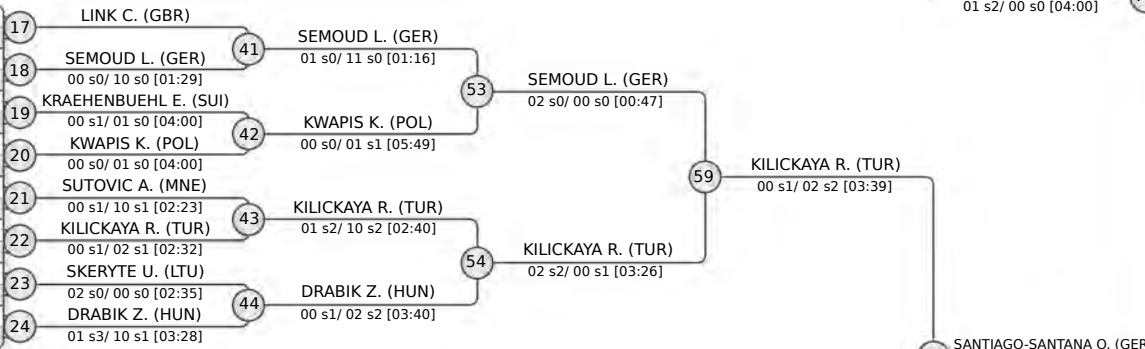 01 s2/ 00 s0 [04:00]
17
LINK C. (GBR)
41
SEMOUD L. (GER)
01 s0/ 11 s0 [01:16]
18
SEMOUD L. (GER)
00 s0/ 10 s0 [01:29]
53
SEMOUD L. (GER)
02 s0/ 00 s0 [00:47]
19
KRAEHENBUEHL E. (SUI)
00 s1/ 01 s0 [04:00]
42
KWAPIS K. (POL)
00 s0/ 01 s1 [05:49]
20
KWAPIS K. (POL)
00 s0/ 01 s0 [04:00]
59
KILICKAYA R. (TUR)
00 s1/ 02 s2 [03:39]
21
SUTOVIC A. (MNE)
00 s1/ 10 s1 [02:23]
43
KILICKAYA R. (TUR)
01 s2/ 10 s2 [02:40]
22
KILICKAYA R. (TUR)
00 s1/ 02 s1 [02:32]
54
KILICKAYA R. (TUR)
02 s2/ 00 s1 [03:26]
23
SKERYTE U. (LTU)
02 s0/ 00 s0 [02:35]
44
DRABIK Z. (HUN)
00 s1/ 02 s2 [03:40]
24
DRABIK Z. (HUN)
01 s3/ 10 s1 [03:28]
SANTIAGO-SANTANA O. (GER